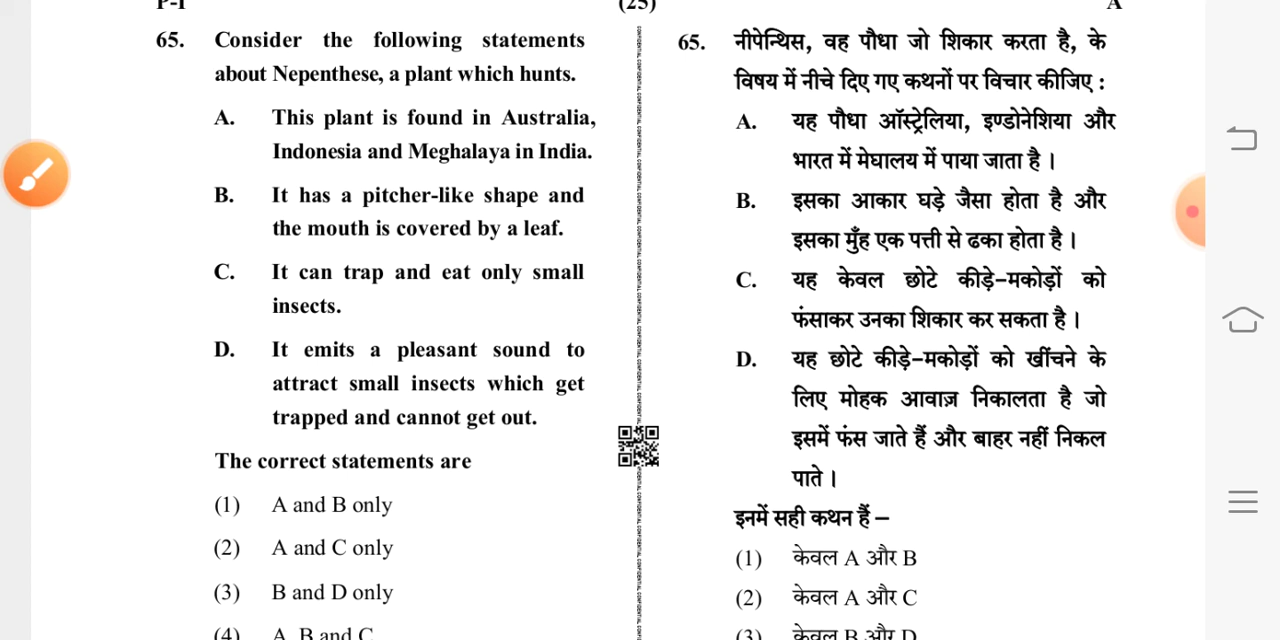 P-I
(25)
A
65. Consider the following statements
about Nepenthese, a plant which hunts.
A. This plant is found in Australia,
Indonesia and Meghalaya in India.
B. It has a pitcher-like shape and
the mouth is covered by a leaf.
C. It can trap and eat only small
insects.
D. It emits a pleasant sound to
attract small insects which get
trapped and cannot get out.
The correct statements are
(1) A and B only
(2) A and C only
(3) B and D only
(4) A, B and C
65. नीपेन्थिस, वह पौधा जो शिकार करता है, के
विषय में नीचे दिए गए कथनों पर विचार कीजिए :
A. यह पौधा ऑस्ट्रेलिया, इण्डोनेशिया और
भारत में मेघालय में पाया जाता है ।
B. इसका आकार घड़े जैसा होता है और
इसका मुँह एक पत्ती से ढका होता है ।
C. यह केवल छोटे कीड़े-मकोड़ों को
फंसाकर उनका शिकार कर सकता है ।
D. यह छोटे कीड़े-मकोड़ों को खींचने के
लिए मोहक आवाज़ निकालता है जो
इसमें फंस जाते हैं और बाहर नहीं निकल
पाते ।
इनमें सही कथन हैं –
(1) केवल A और B
(2) केवल A और C
(3) केवल B और D